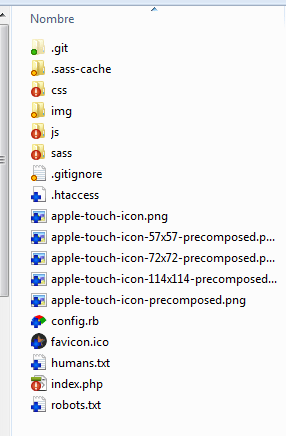 Nombre
.git
.sass-cache
css
img
js
sass
.gitignore
.htaccess
apple-touch-icon.png
apple-touch-icon-57x57-precomposed.p...
apple-touch-icon-72x72-precomposed.p...
apple-touch-icon-114x114-precomposed...
apple-touch-icon-precomposed.png
config.rb
favicon.ico
humans.txt
index.php
robots.txt